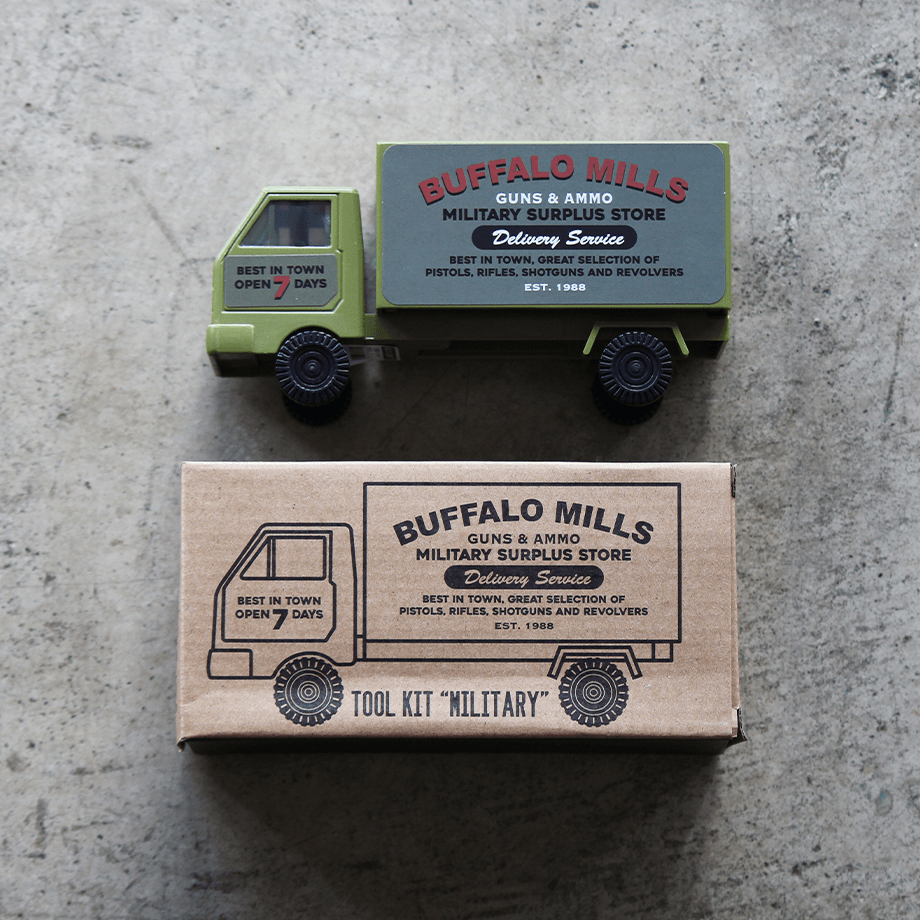 BUFFALO MILLS
GUNS & AMMO
MILITARY SURPLUS STORE
Delivery Service
BEST IN TOWN, GREAT SELECTION OF
PISTOLS, RIFLES, SHOTGUNS AND REVOLVERS
EST. 1988
BEST IN TOWN
OPEN 7 DAYS
BUFFALO MILLS
GUNS & AMMO
MILITARY SURPLUS STORE
Delivery Service
BEST IN TOWN, GREAT SELECTION OF
PISTOLS, RIFLES, SHOTGUNS AND REVOLVERS
EST. 1988
BEST IN TOWN
OPEN 7 DAYS
TOOL KIT “MILITARY”